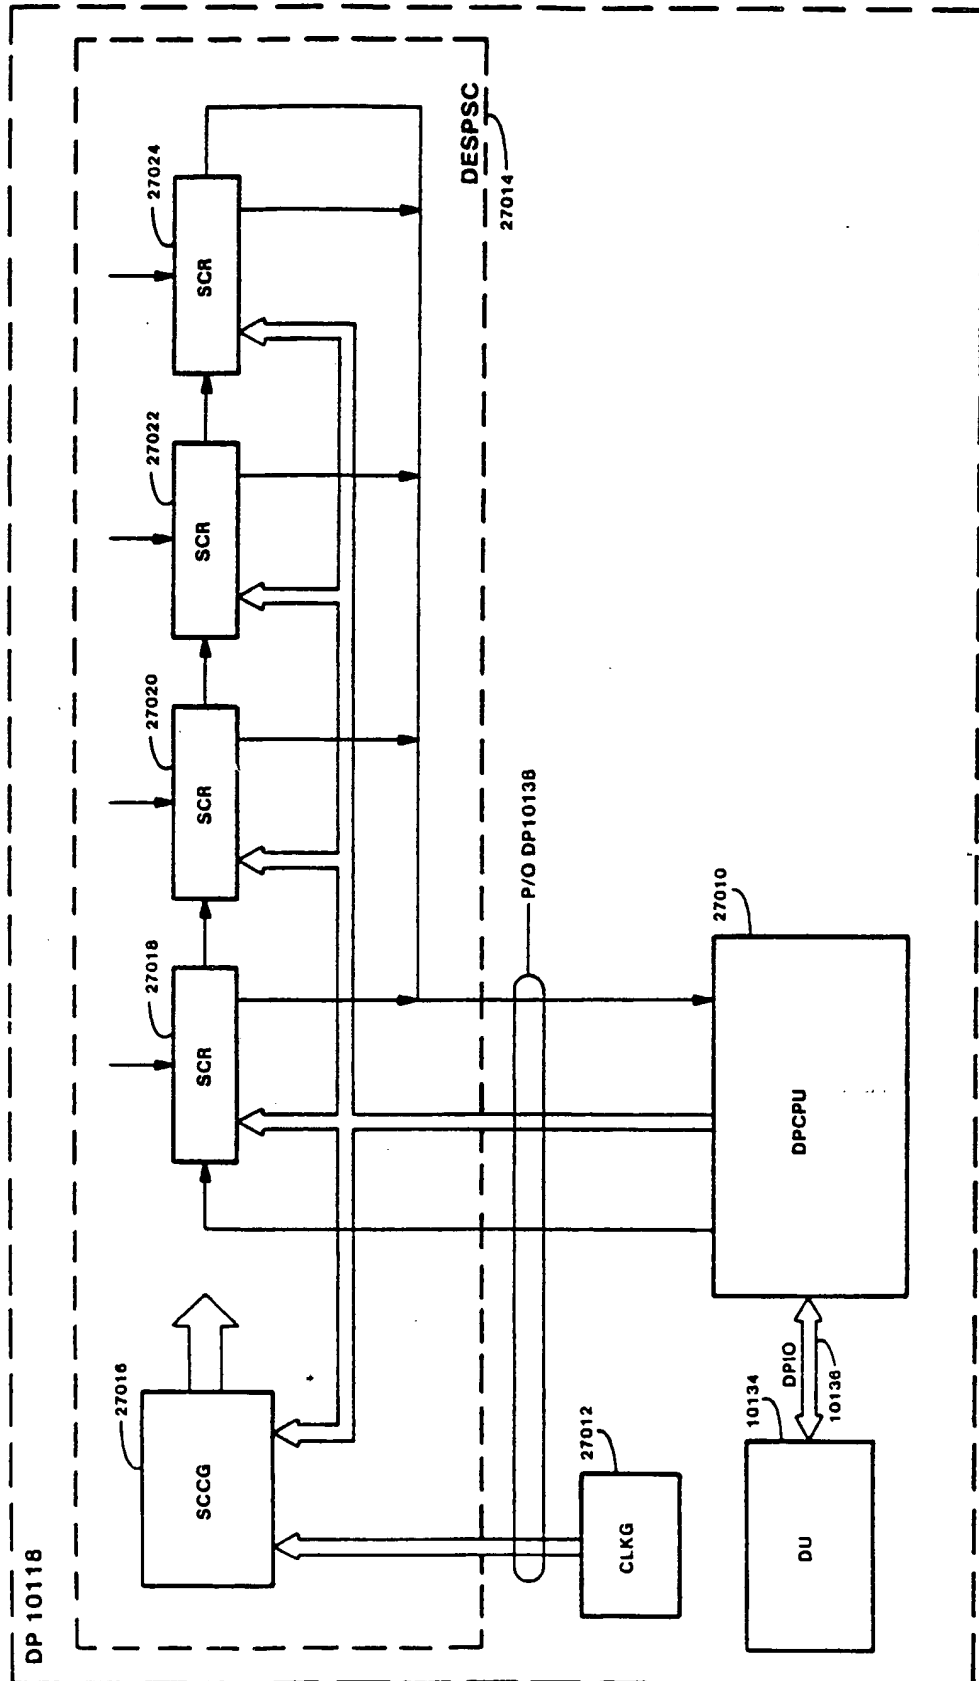 DP 10118
27016
SCCG
27018
SCR
27020
SCR
27022
SCR
27024
SCR
DESPSC
27014
P/O DP10138
27012
CLKG
10134
DU
DPIO
10136
27010
DPCPU